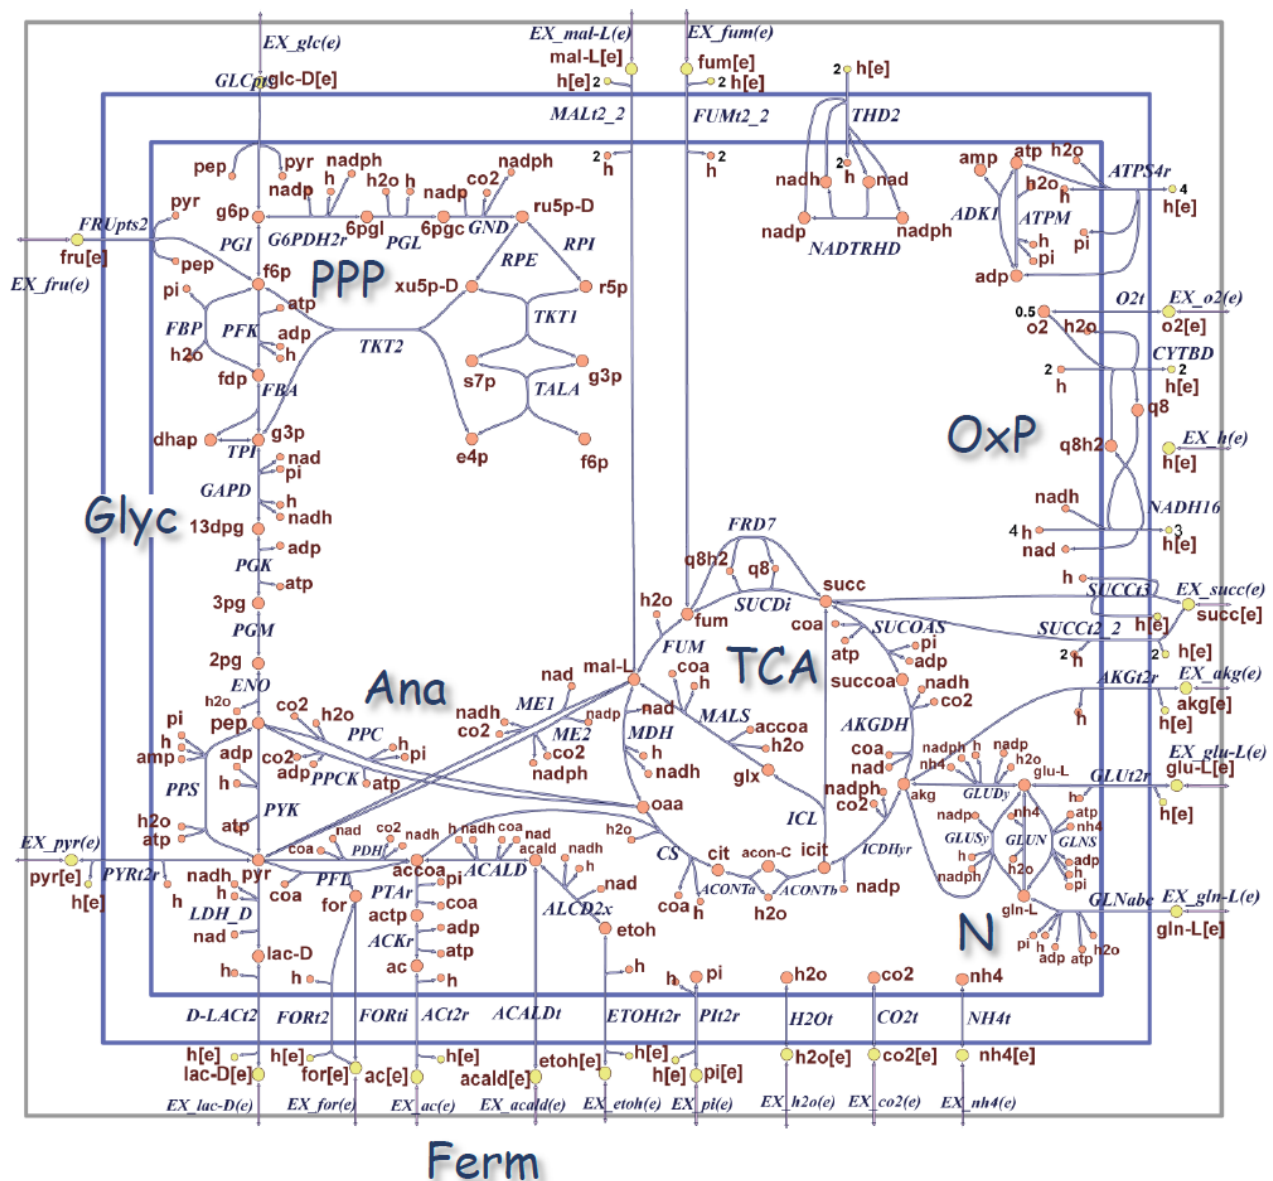 EX_glc(e)
EX_mal-L(e)
EX_fum(e)
mal-L[e]
fum[e]
GLCpts
glc-D[e]
h[e] 2
2 h[e]
2 h[e]
MALt2_2
FUMt2_2
THD2
pep
pyr
nadph
h
nadp
h2o
h
nadp
co2
nadph
2 h
2 h
2 h
nadh
nad
nadp
nadph
NADTRHD
amp
atp
h2o
ATPS4r
h2o
h
4
h[e]
ADK1
ATPM
pi
h
pi
adp
FRUpts2
pyr
g6p
6pgl
6pgc
ru5p-D
PGI
G6PDH2r
PGL
GND
RPI
RPE
fru[e]
pep
EX_fru(e)
f6p
PPP
xu5p-D
r5p
pi
atp
FBP
PFK
adp
h
h2o
TKT2
TKT1
fdp
FBA
s7p
g3p
TALA
dhap
TPI
g3p
e4p
f6p
O2t
EX_o2(e)
0.5
o2
h2o
o2[e]
CYTBD
2
h
2
h[e]
q8
OxP
q8h2
EX_h(e)
h[e]
nadh
NADH16
4 h
3
h[e]
nad
nad
pi
GAPD
h
nadh
Glyc
13dpg
adp
PGK
atp
3pg
PGM
2pg
ENO
h2o
pep
FRD7
q8h2
q8
succ
SUCDi
h2o
fum
FUM
coa
atp
SUCOAS
pi
adp
succoa
h
SUCCt3
EX_succ(e)
h[e]
succ[e]
SUCCt2_2
2 h
2 h[e]
TCA
Ana
mal-L
coa
h
nad
ME1
nadh
co2
ME2
nadp
co2
nadph
nad
MDH
h
nadh
MALS
accoa
h2o
glx
nadh
co2
AKGDH
coa
nad
AKGt2r
EX_akg(e)
akg[e]
h
h[e]
co2
h2o
PPC
h
pi
co2
adp
PPCK
atp
pi
h
amp
adp
h
PPS
PYK
h2o
atp
atp
oaa
ICL
nadph
co2
akg
nadph
h
nadp
nh4
h2o
glu-L
GLUDy
EX_glu-L(e)
glu-L[e]
GLUt2r
h
h[e]
nadp
nh4
atp
nh4
GLUSy
GLUN
GLNS
h
nadph
h2o
adp
h
pi
EX_pyr(e)
pyr[e]
h[e]
PYRt2r
h
pyr
nad
coa
PDH
co2
nadh
PFL
coa
for
accoa
h
nadh
coa
nad
ACALD
acald
nadh
h
nad
ALCD2x
etoh
h2o
CS
coa
h
cit
acon-C
icit
ACONTa
ACONTb
h2o
ICDHyr
nadp
nadh
h
LDH_D
nad
lac-D
h
PTAr
pi
coa
actp
adp
ACKr
atp
ac
h
h
h
N
gln-L
GLNabc
EX_gln-L(e)
gln-L[e]
pi
h
adp
atp
h2o
pi
h
h2o
co2
nh4
D-LACt2
FORt2
FORti
ACt2r
ACALDt
ETOHt2r
PIt2r
H2Ot
CO2t
NH4t
h[e]
lac-D[e]
h[e]
for[e]
h[e]
ac[e]
acald[e]
etoh[e]
h[e]
h[e]
pi[e]
h2o[e]
co2[e]
nh4[e]
EX_lac-D(e)
EX_for(e)
EX_ac(e)
EX_acald(e)
EX_etoh(e)
EX_pi(e)
EX_h2o(e)
EX_co2(e)
EX_nh4(e)
Ferm